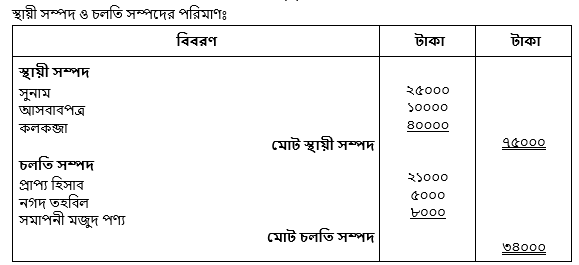 স্থায়ী সম্পদ ও চলতি সম্পদের পরিমাণঃ
বিবরণ টাকা টাকা
স্থায়ী সম্পদ
সুনাম ২৫০০০
আসবাবপত্র ১০০০০
কলকব্জা ৪০০০০
মোট স্থায়ী সম্পদ ৭৫০০০
চলতি সম্পদ
প্রাপ্য হিসাব ২১০০০
নগদ তহবিল ৫০০০
সমাপনী মজুদ পণ্য ৮০০০
মোট চলতি সম্পদ ৩৪০০০